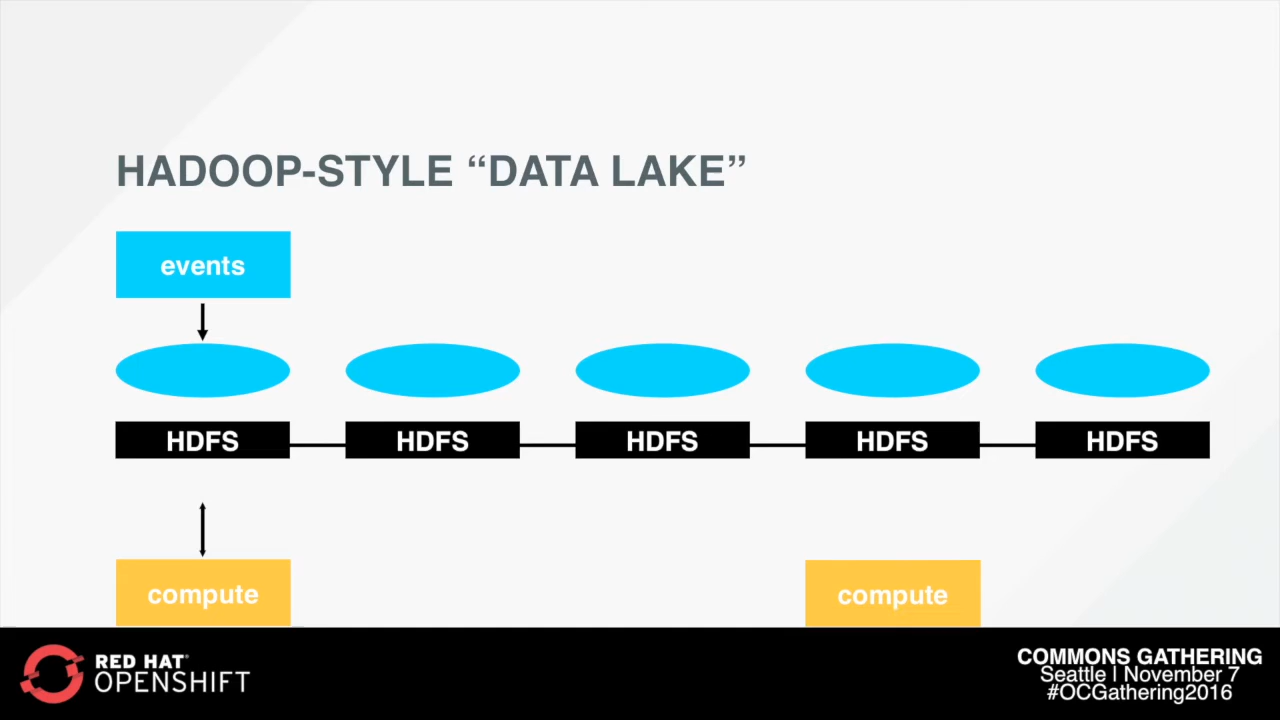 HADOOP-STYLE “DATA LAKE”
events
HDFS
HDFS
HDFS
HDFS
HDFS
compute
compute
RED HAT®
OPENSHIFT
COMMONS GATHERING
Seattle | November 7
#OCGathering2016